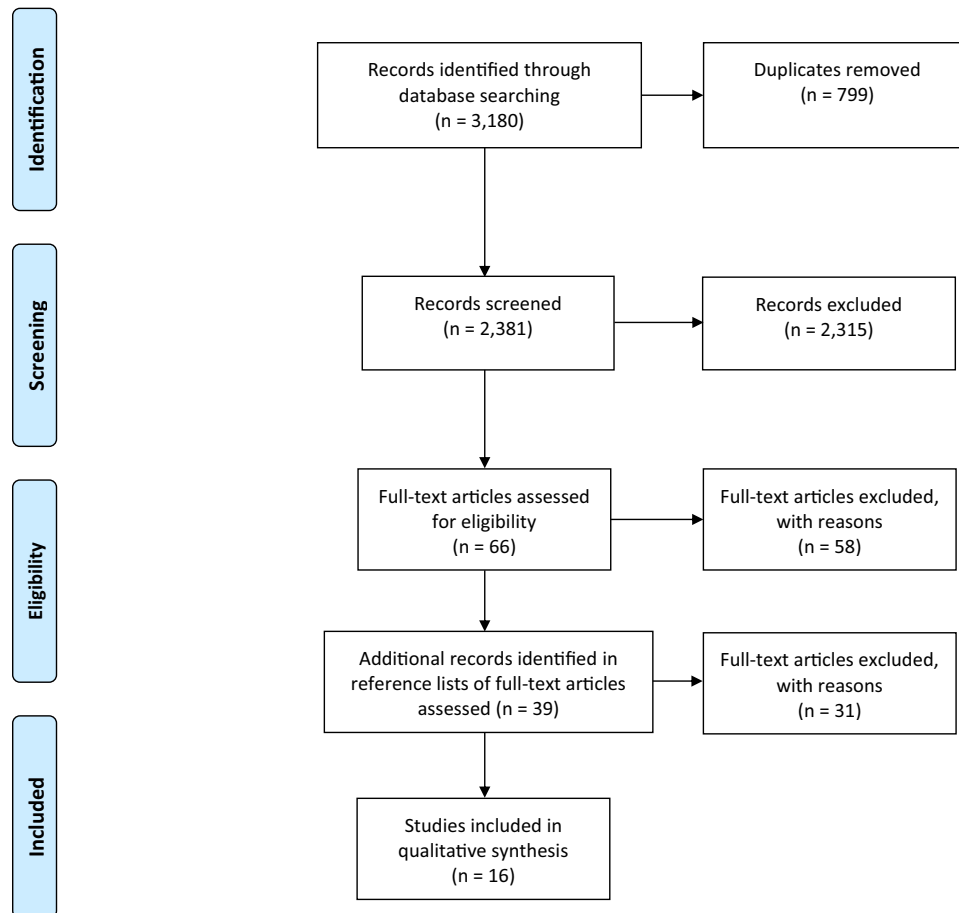 Identification
Records identified through
database searching
(n = 3,180)
Duplicates removed
(n = 799)
Screening
Records screened
(n = 2,381)
Records excluded
(n = 2,315)
Eligibility
Full-text articles assessed
for eligibility
(n = 66)
Full-text articles excluded,
with reasons
(n = 58)
Additional records identified in
reference lists of full-text articles
assessed (n = 39)
Full-text articles excluded,
with reasons
(n = 31)
Included
Studies included in
qualitative synthesis
(n = 16)